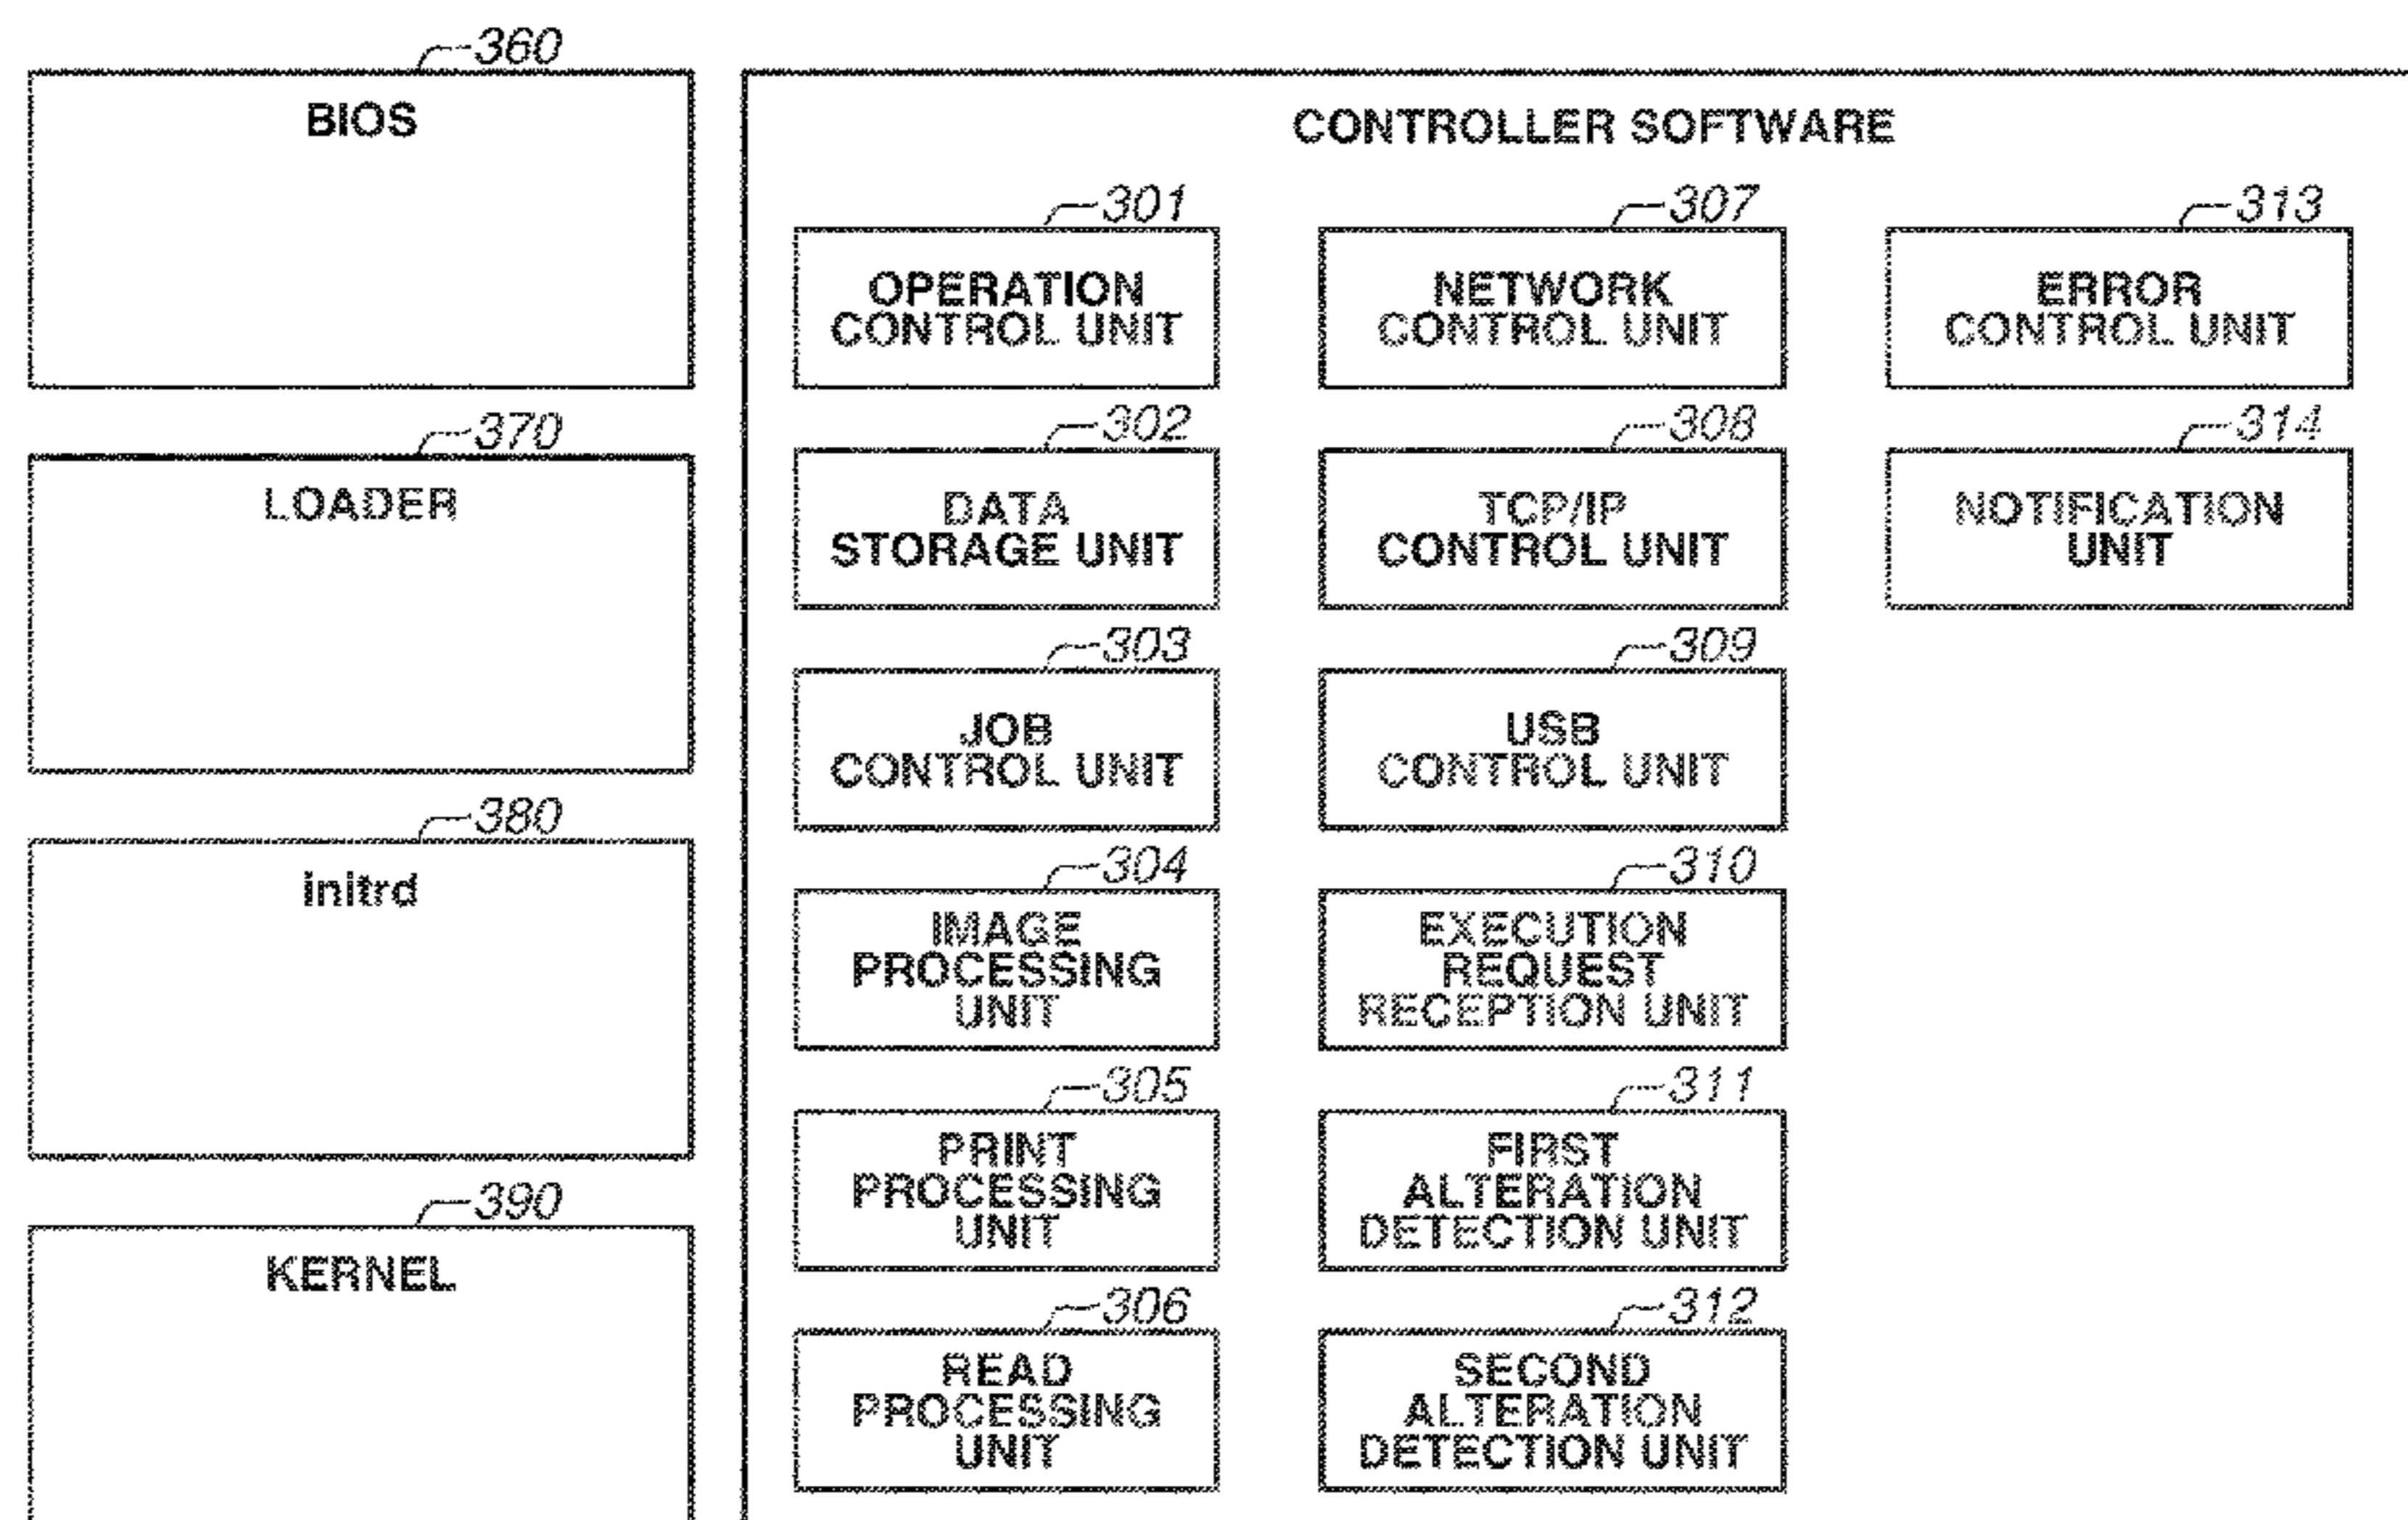 360
BIOS
370
LOADER
380
initrd
390
KERNEL
CONTROLLER SOFTWARE
301
OPERATION
CONTROL UNIT
302
DATA
STORAGE UNIT
303
JOB
CONTROL UNIT
304
IMAGE
PROCESSING
UNIT
305
PRINT
PROCESSING
UNIT
306
READ
PROCESSING
UNIT
307
NETWORK
CONTROL UNIT
308
TCP/IP
CONTROL UNIT
309
USB
CONTROL UNIT
310
EXECUTION
REQUEST
RECEPTION UNIT
311
FIRST
ALTERATION
DETECTION UNIT
312
SECOND
ALTERATION
DETECTION UNIT
313
ERROR
CONTROL UNIT
314
NOTIFICATION
UNIT